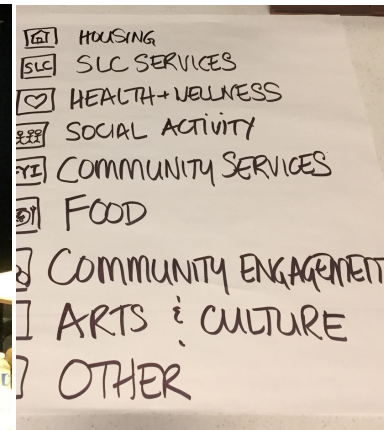 HOUSING
SLC SLC SERVICES
HEALTH + WELLNESS
SOCIAL ACTIVITY
FYI COMMUNITY SERVICES
FOOD
COMMUNITY ENGAGEMENT
ARTS & CULTURE
OTHER